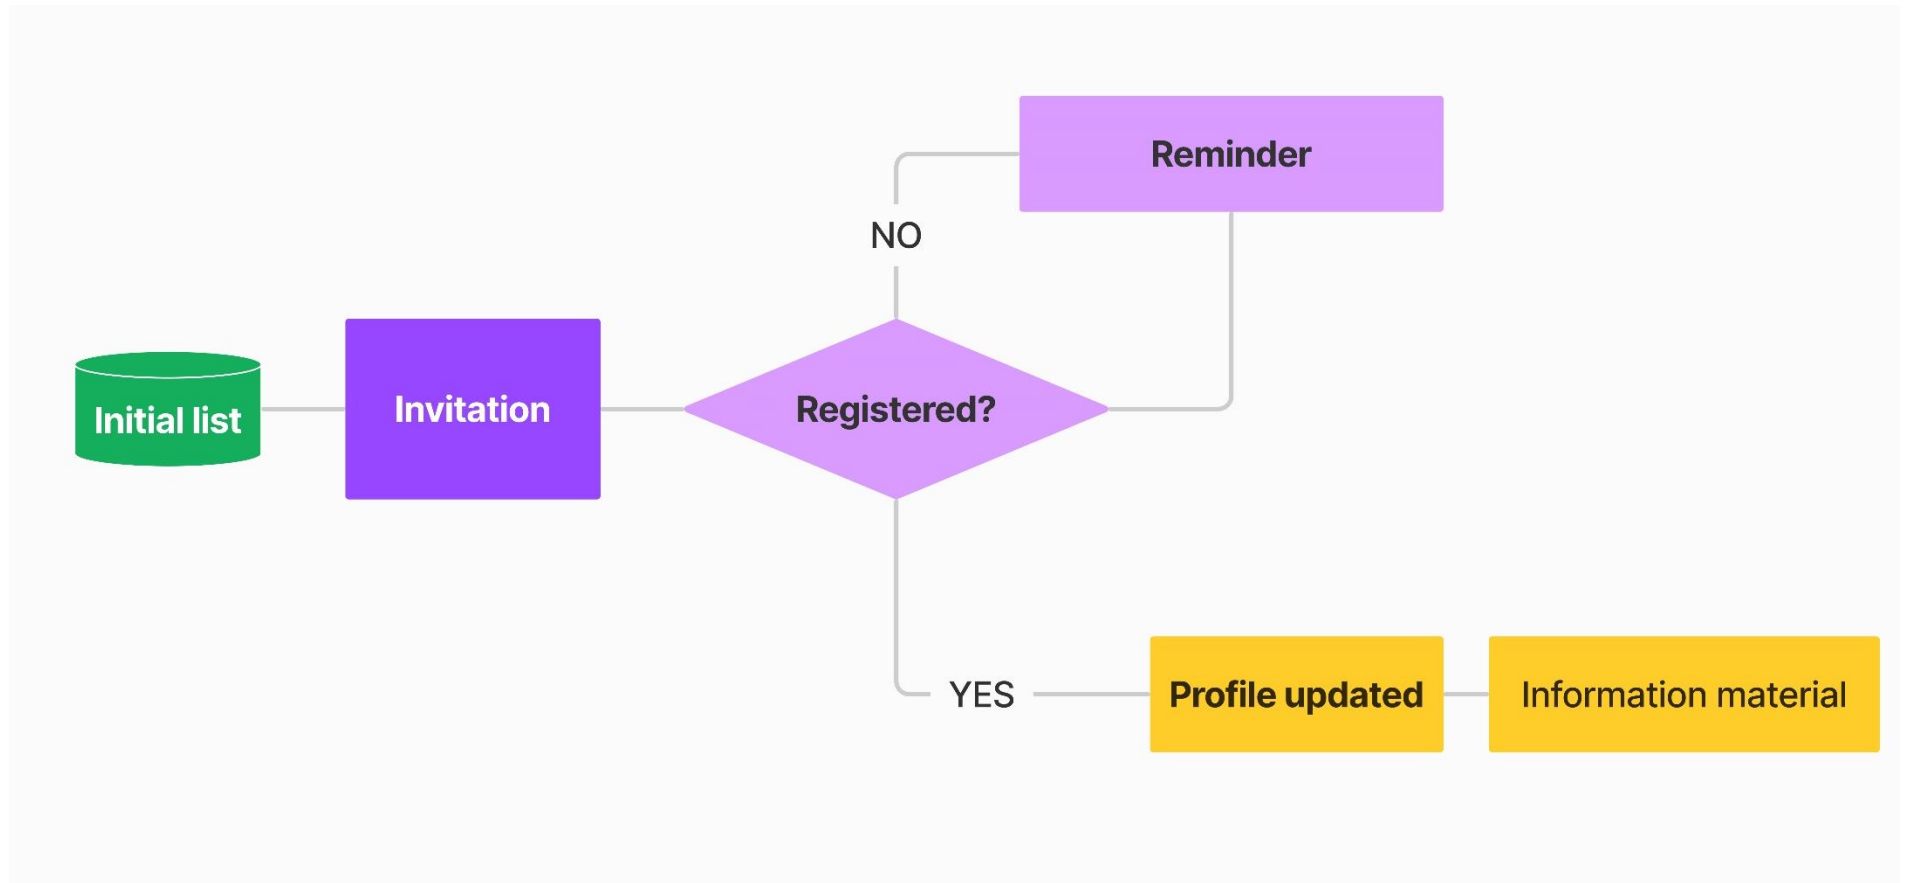 Reminder
NO
Initial list
Invitation
Registered?
YES
Profile updated
Information material